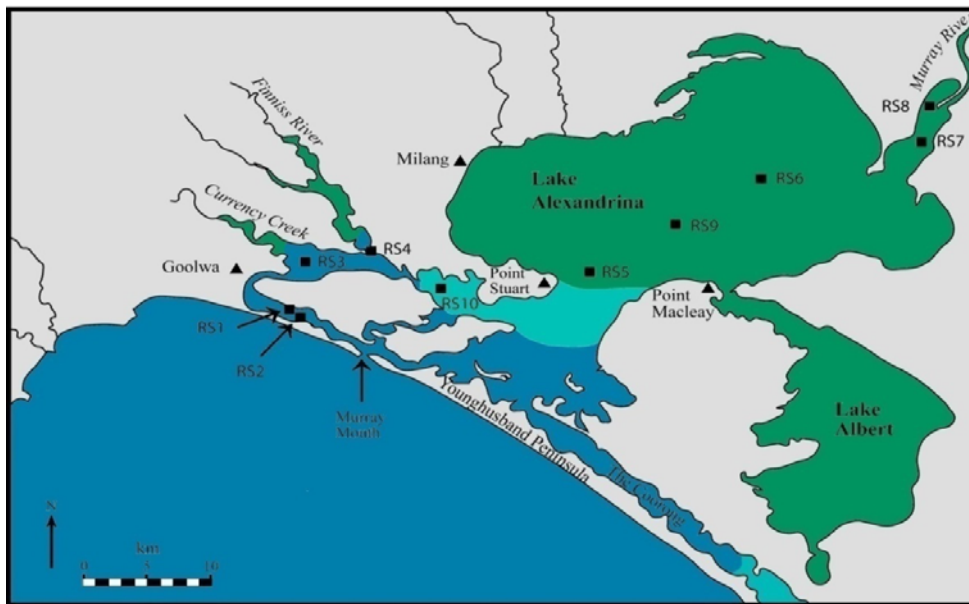 Murray Rive
Finniss River
RS8
RS7
Milang
Lake
Alexandrina
RS6
Currency Creek
RS9
RS4
Goolwa
RS3
RS5
Point
Stuart
RS10
Point
Macleay
RS1
RS2
Murray
Mouth
Younghusband Peninsula
The Coorong
Lake
Albert
N
km
0
5
10